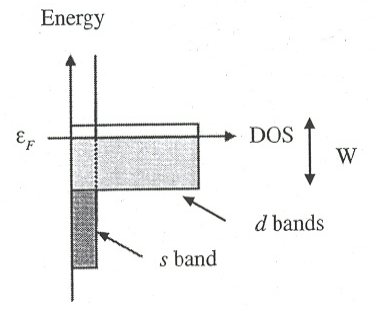 Energy
ε_F
DOS
W
d bands
s band